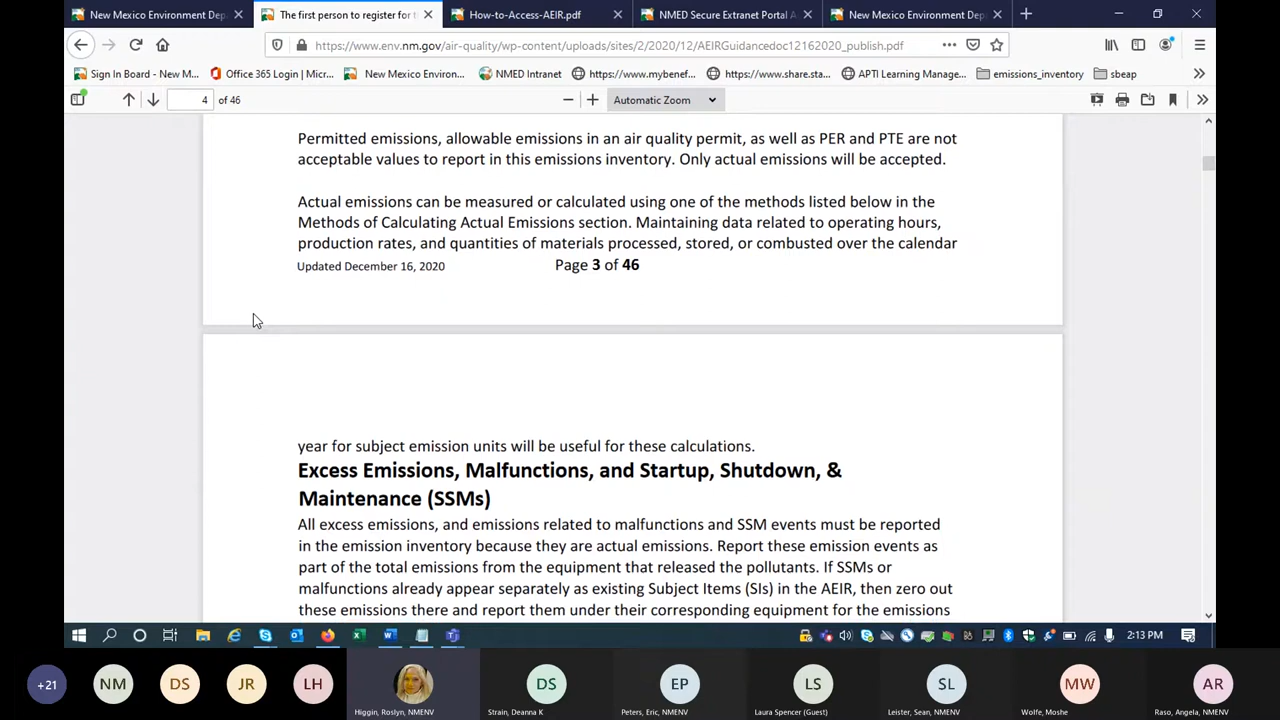 New Mexico Environment Dep
The first person to register for t
How-to-Access-AEIR.pdf
NMED Secure Extranet Portal A
New Mexico Environment Dep
https://www.env.nm.gov/air-quality/wp-content/uploads/sites/2/2020/12/AEIRGuidancedoc12162020_publish.pdf
Sign In Board - New M...
Office 365 Login | Micr...
New Mexico Environ...
NMED Intranet
https://www.mybenef...
https://www.share.sta...
APTI Learning Manage...
emissions_inventory
sbeap
4 of 46
Automatic Zoom
Permitted emissions, allowable emissions in an air quality permit, as well as PER and PTE are not
acceptable values to report in this emissions inventory. Only actual emissions will be accepted.
Actual emissions can be measured or calculated using one of the methods listed below in the
Methods of Calculating Actual Emissions section. Maintaining data related to operating hours,
production rates, and quantities of materials processed, stored, or combusted over the calendar
Updated December 16, 2020 Page 3 of 46
year for subject emission units will be useful for these calculations.
Excess Emissions, Malfunctions, and Startup, Shutdown, &
Maintenance (SSMs)
All excess emissions, and emissions related to malfunctions and SSM events must be reported
in the emission inventory because they are actual emissions. Report these emission events as
part of the total emissions from the equipment that released the pollutants. If SSMs or
malfunctions already appear separately as existing Subject Items (SIs) in the AEIR, then zero out
these emissions there and report them under their corresponding equipment for the emissions
2:13 PM
+21
NM
DS
JR
LH
Higgin, Roslyn, NMENV
DS
Strain, Deanna K
EP
Peters, Eric, NMENV
LS
Laura Spencer (Guest)
SL
Leister, Sean, NMENV
MW
Wolfe, Moshe
AR
Raso, Angela, NMENV